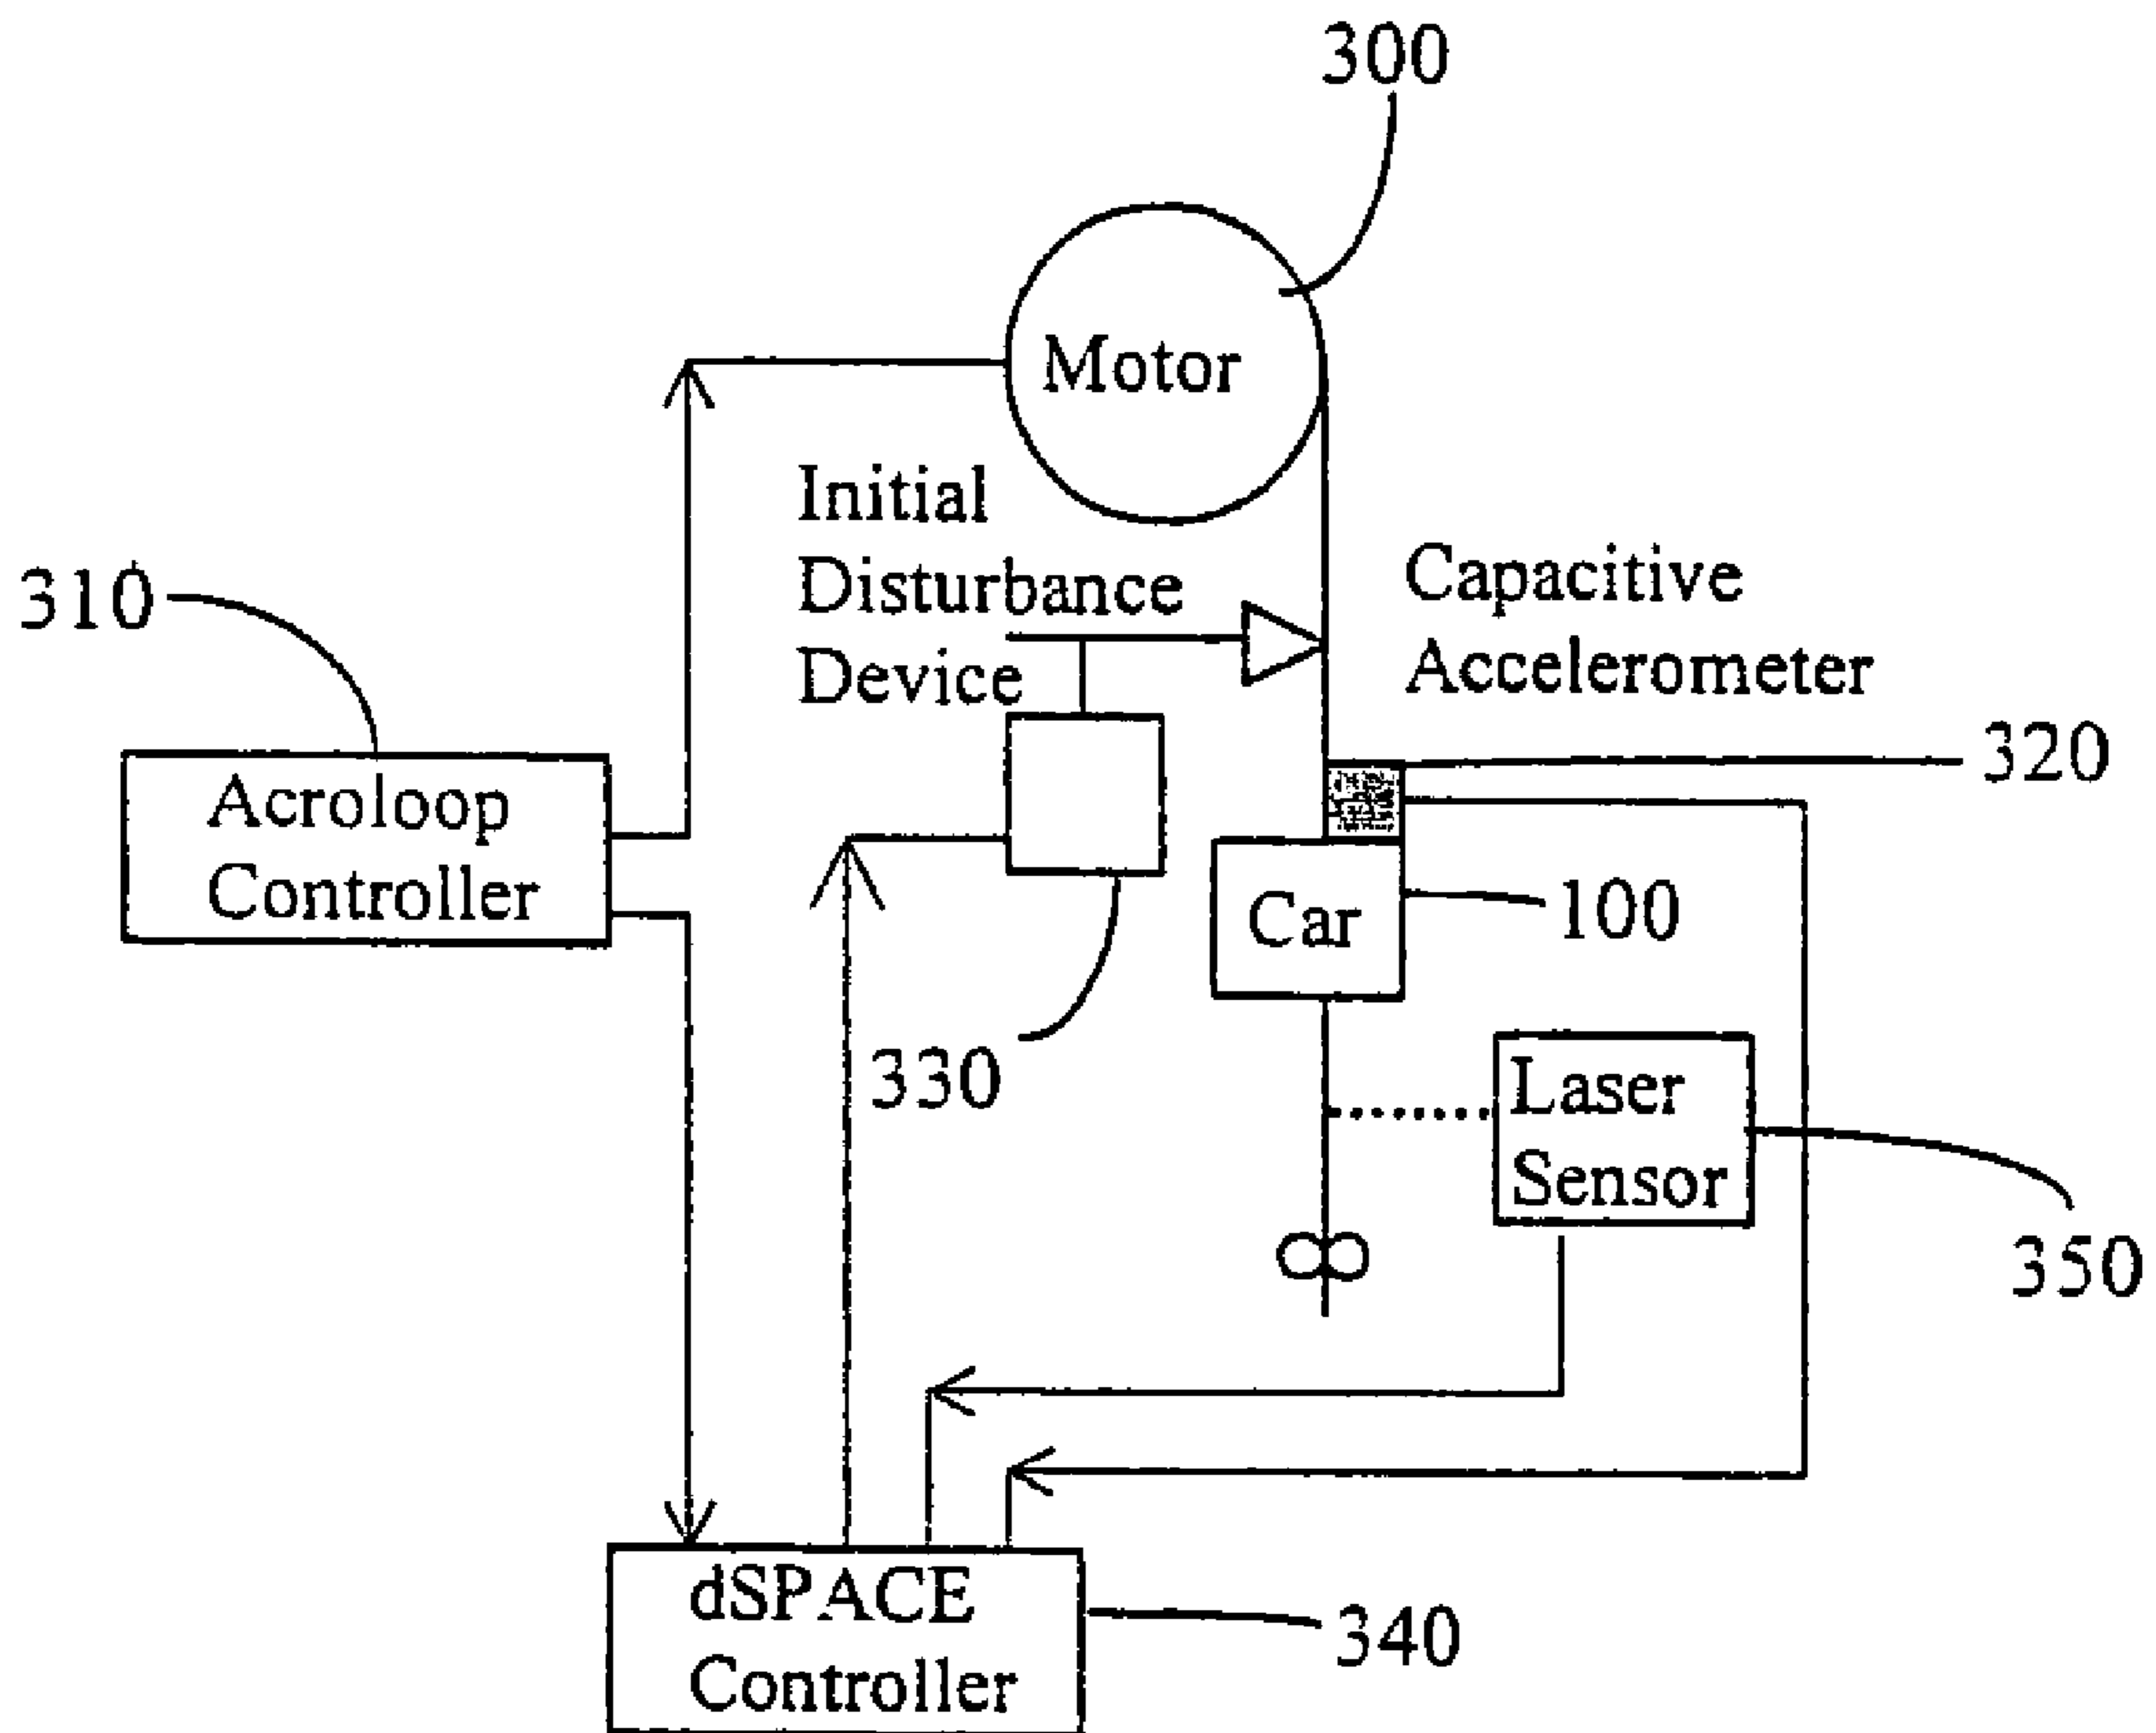 300
Motor
Initial
Disturbance
Device
Capacitive
Accelerometer
310
320
Acroloop
Controller
Car
100
330
Laser
Sensor
350
dSPACE
Controller
340